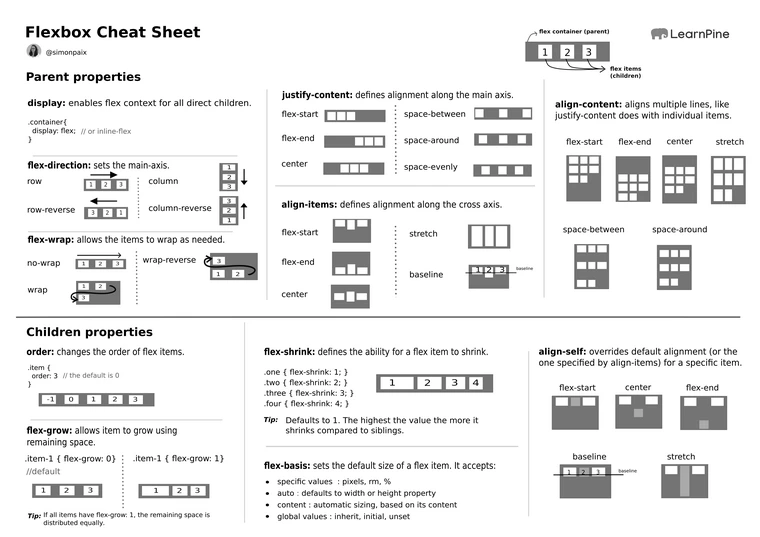 Flexbox Cheat Sheet
@simonpaix
flex container (parent)
1 2 3
flex items
(children)
LearnPine
Parent properties
display: enables flex context for all direct children.
.container{
display: flex; // or inline-flex
}
flex-direction: sets the main-axis.
row
1 2 3
column
1
2
3
row-reverse
3 2 1
column-reverse
3
2
1
flex-wrap: allows the items to wrap as needed.
no-wrap
1 2 3
wrap-reverse
3
1 2
wrap
1 2
3
justify-content: defines alignment along the main axis.
flex-start
space-between
flex-end
space-around
center
space-evenly
align-items: defines alignment along the cross axis.
flex-start
stretch
flex-end
baseline
1 2 3
baseline
center
align-content: aligns multiple lines, like
justify-content does with individual items.
flex-start
flex-end
center
stretch
space-between
space-around
Children properties
order: changes the order of flex items.
.item {
order: 3 // the default is 0
}
-1 0 1 2 3
flex-grow: allows item to grow using
remaining space.
.item-1 { flex-grow: 0}
//default
1 2 3
.item-1 { flex-grow: 1}
1 2 3
Tip: If all items have flex-grow: 1, the remaining space is
distributed equally.
flex-shrink: defines the ability for a flex item to shrink.
.one { flex-shrink: 1; }
.two { flex-shrink: 2; }
.three { flex-shrink: 3; }
.four { flex-shrink: 4; }
1 2 3 4
Tip: Defaults to 1. The highest the value the more it
shrinks compared to siblings.
flex-basis: sets the default size of a flex item. It accepts:
• specific values : pixels, rm, %
• auto : defaults to width or height property
• content : automatic sizing, based on its content
• global values : inherit, initial, unset
align-self: overrides default alignment (or the
one specified by align-items) for a specific item.
flex-start
center
flex-end
baseline
1 2 3
baseline
stretch